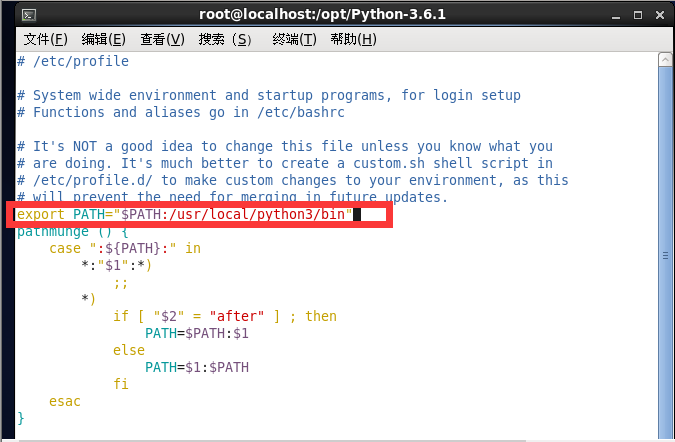 root@localhost:/opt/Python-3.6.1
文件(F) 编辑(E) 查看(V) 搜索（S） 终端(T) 帮助(H)
# /etc/profile
# System wide environment and startup programs, for login setup
# Functions and aliases go in /etc/bashrc
# It's NOT a good idea to change this file unless you know what you
# are doing. It's much better to create a custom.sh shell script in
# /etc/profile.d/ to make custom changes to your environment, as this
# will prevent the need for merging in future updates.
export PATH="$PATH:/usr/local/python3/bin"
pathmunge () {
    case ":${PATH}:" in
        *:"$1":*)
            ;;
        *)
            if [ "$2" = "after" ] ; then
                PATH=$PATH:$1
            else
                PATH=$1:$PATH
            fi
    esac
}